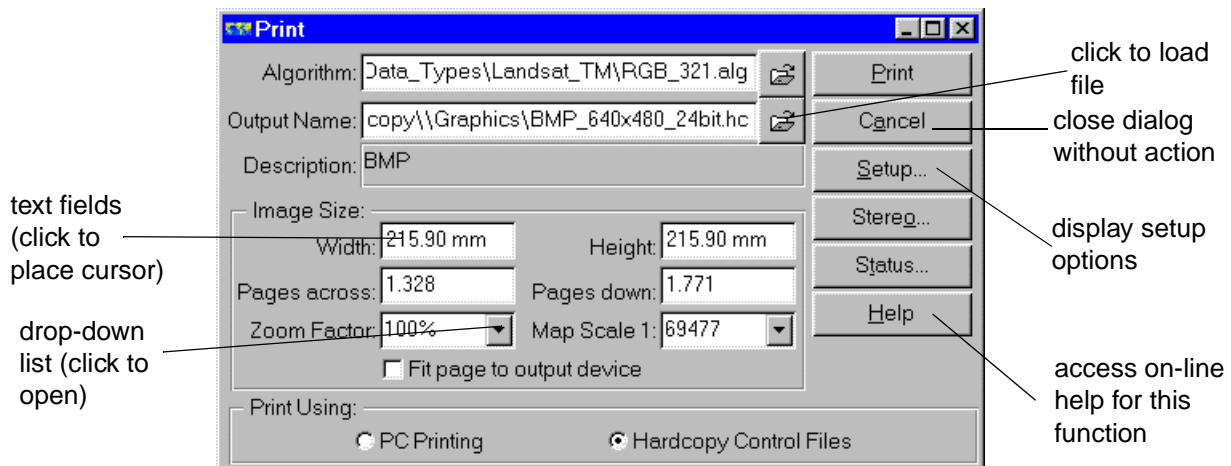 Print
Algorithm: Data_Types\Landsat_TM\RGB_321.alg
Print
click to load
file
Output Name: copy\\Graphics\BMP_640x480_24bit.hc
Cancel
close dialog
without action
Description: BMP
Setup...
display setup
options
text fields
(click to
place cursor)
Image Size:
Width: 215.90 mm
Height: 215.90 mm
Stereo...
Pages across: 1.328
Pages down: 1.771
Status...
drop-down
list (click to
open)
Zoom Factor: 100%
Map Scale 1: 69477
Help
access on-line
help for this
function
Fit page to output device
Print Using:
PC Printing
Hardcopy Control Files